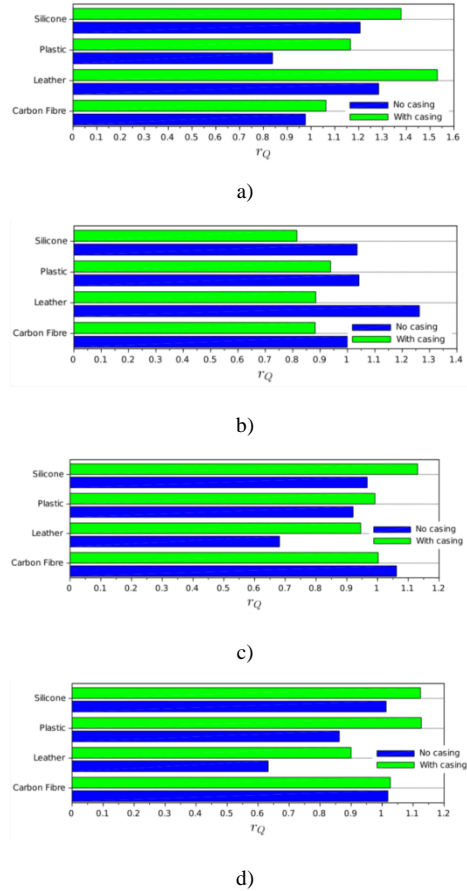 Silicone
Plastic
Leather
Carbon Fibre
No casing
With casing
0 0.1 0.2 0.3 0.4 0.5 0.6 0.7 0.8 0.9 1 1.1 1.2 1.3 1.4 1.5 1.6
r_Q
a)
Silicone
Plastic
Leather
Carbon Fibre
No casing
With casing
0 0.1 0.2 0.3 0.4 0.5 0.6 0.7 0.8 0.9 1 1.1 1.2 1.3 1.4
r_Q
b)
Silicone
Plastic
Leather
Carbon Fibre
No casing
With casing
0 0.1 0.2 0.3 0.4 0.5 0.6 0.7 0.8 0.9 1 1.1 1.2
r_Q
c)
Silicone
Plastic
Leather
Carbon Fibre
No casing
With casing
0 0.1 0.2 0.3 0.4 0.5 0.6 0.7 0.8 0.9 1 1.1 1.2
r_Q
d)